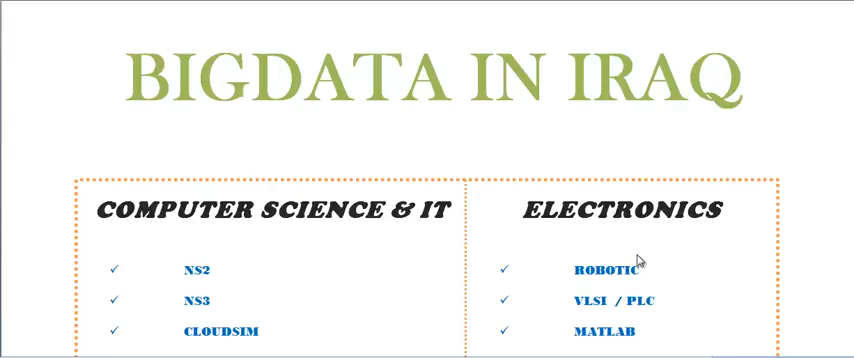 BIGDATA IN IRAQ
COMPUTER SCIENCE & IT
NS2
NS3
CLOUDSIM
ELECTRONICS
ROBOTIC
VLSI / PLC
MATLAB